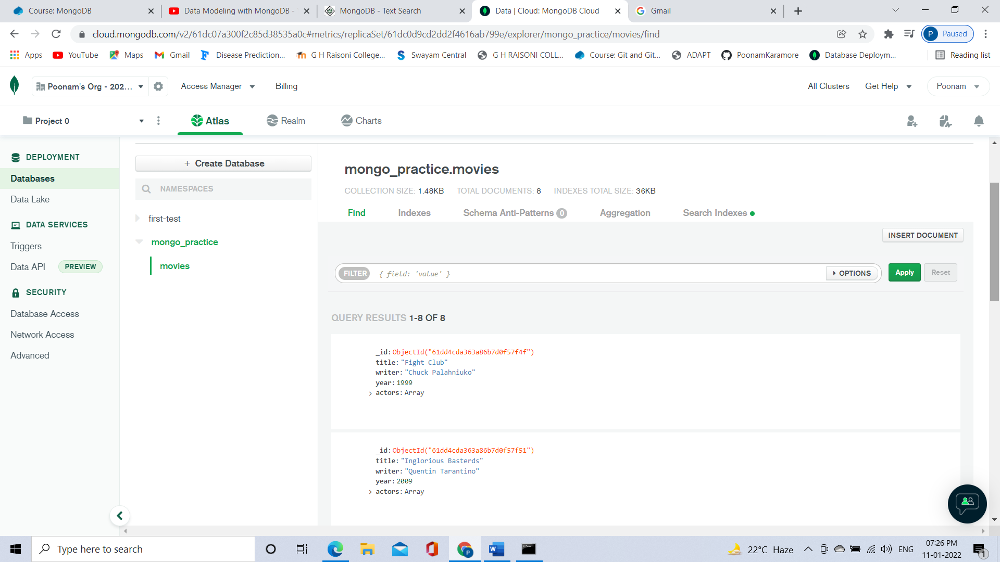 Course: MongoDB
Data Modeling with MongoDB -
MongoDB - Text Search
Data | Cloud: MongoDB Cloud
Gmail
cloud.mongodb.com/v2/61dc07a300f2c85d38535a0c#metrics/replicaSet/61dc0d9cd2dd2f4616ab799e/explorer/mongo_practice/movies/find
P Paused
Apps YouTube Maps Gmail Disease Prediction... G H Raisoni College... Swayam Central G H RAISONI COLL... Course: Git and Git... ADAPT PoonamKaramore Database Deploym... Reading list
Poonam's Org - 202... Access Manager Billing All Clusters Get Help Poonam
Project 0 Atlas Realm Charts
DEPLOYMENT
Databases
Data Lake
DATA SERVICES
Triggers
Data API PREVIEW
SECURITY
Database Access
Network Access
Advanced
+ Create Database
NAMESPACES
first-test
mongo_practice
movies
mongo_practice.movies
COLLECTION SIZE: 1.48KB TOTAL DOCUMENTS: 8 INDEXES TOTAL SIZE: 36KB
Find Indexes Schema Anti-Patterns 0 Aggregation Search Indexes
INSERT DOCUMENT
FILTER { field: 'value' } OPTIONS Apply Reset
QUERY RESULTS 1-8 OF 8
_id: ObjectId("61dd4cda363a86b7d0f57f4f")
title: "Fight Club"
writer: "Chuck Palahniuko"
year: 1999
actors: Array
_id: ObjectId("61dd4cda363a86b7d0f57f51")
title: "Inglorious Basterds"
writer: "Quentin Tarantino"
year: 2009
actors: Array
Type here to search
22°C Haze
ENG
07:26 PM
11-01-2022
1